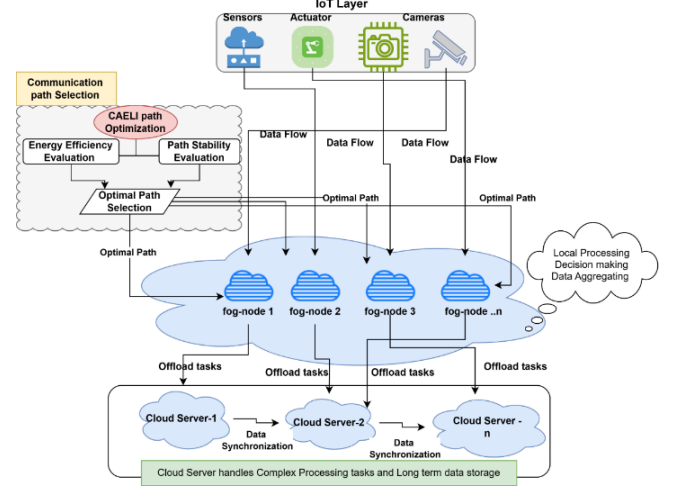 IoT Layer
Sensors
Actuator
Cameras
Communication
path Selection
CAELI path
Optimization
Energy Efficiency
Evaluation
Path Stability
Evaluation
Optimal Path
Selection
Data Flow
Data Flow
Data Flow
Data Flow
Optimal Path
Optimal Path
Optimal Path
Local Processing
Decision making
Data Aggregating
fog-node 1
fog-node 2
fog-node 3
fog-node ..n
Offload tasks
Offload tasks
Offload tasks
Offload tasks
Cloud Server-1
Cloud Server-2
Cloud Server -
n
Data
Synchronization
Data
Synchronization
Cloud Server handles Complex Processing tasks and Long term data storage